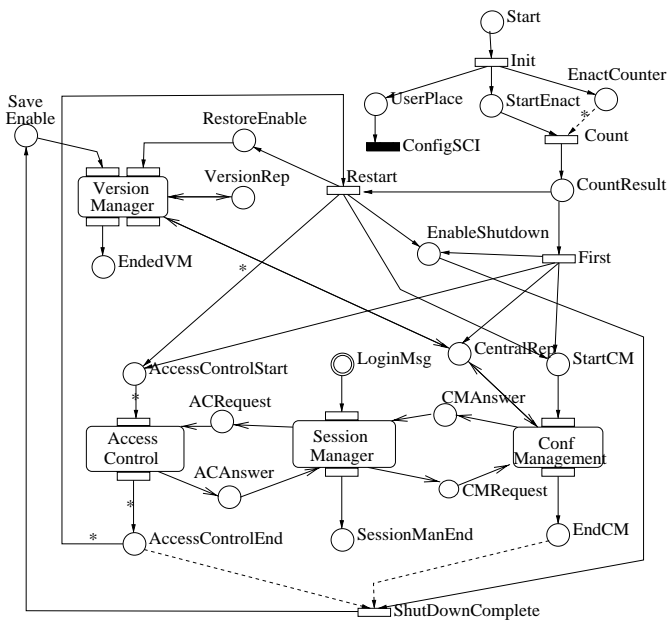 Start
Init
EnactCounter
UserPlace
StartEnact
*
Save
Enable
RestoreEnable
Count
ConfigSCI
VersionRep
Restart
CountResult
Version
Manager
EnableShutdown
EndedVM
*
First
AccessControlStart
LoginMsg
CentralRep
StartCM
*
ACRequest
CMAnswer
Access
Control
Session
Manager
Conf
Management
ACAnswer
CMRequest
*
*
AccessControlEnd
SessionManEnd
EndCM
ShutDownComplete